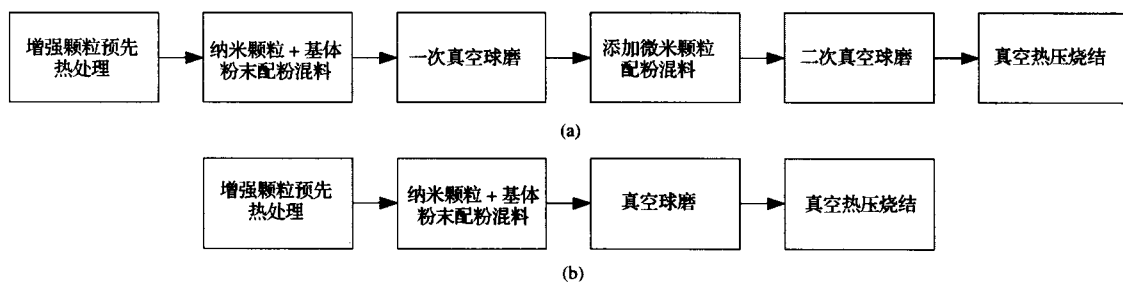 增强颗粒预先
热处理
纳米颗粒 + 基体
粉末配粉混料
一次真空球磨
添加微米颗粒
配粉混料
二次真空球磨
真空热压烧结
(a)
增强颗粒预先
热处理
纳米颗粒 + 基体
粉末配粉混料
真空球磨
真空热压烧结
(b)